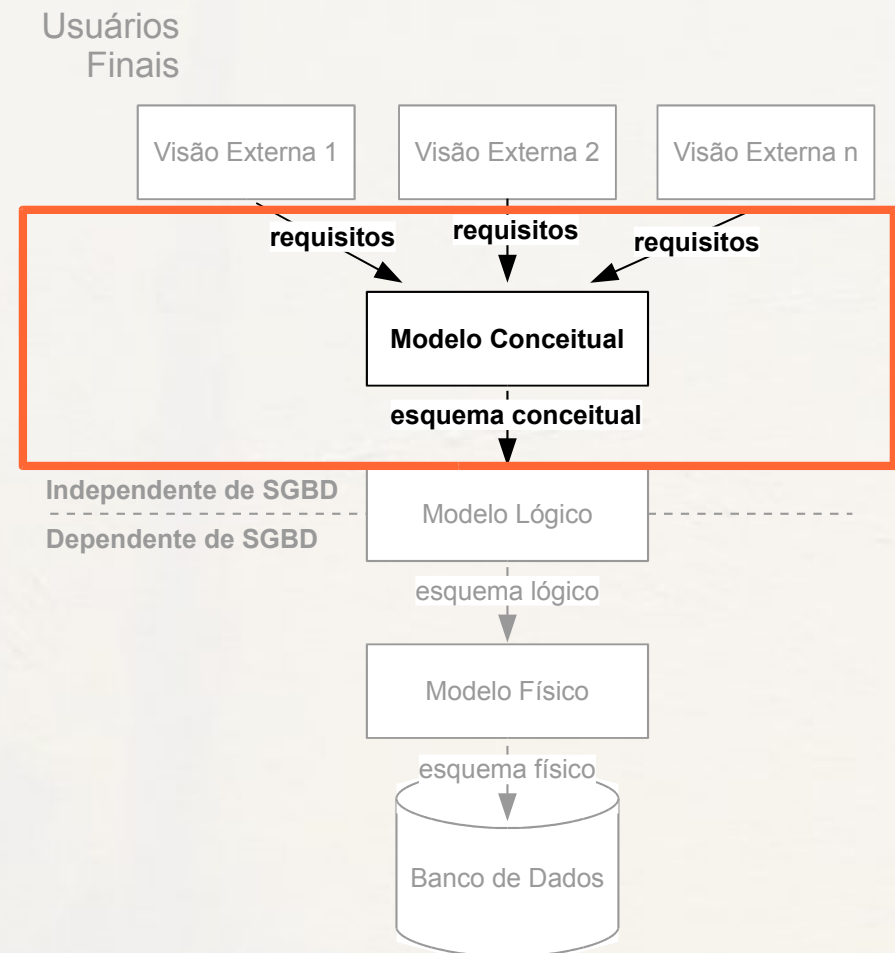 Usuários
Finais
Visão Externa 1
Visão Externa 2
Visão Externa n
requisitos
requisitos
requisitos
Modelo Conceitual
esquema conceitual
Independente de SGBD
Modelo Lógico
Dependente de SGBD
esquema lógico
Modelo Físico
esquema físico
Banco de Dados